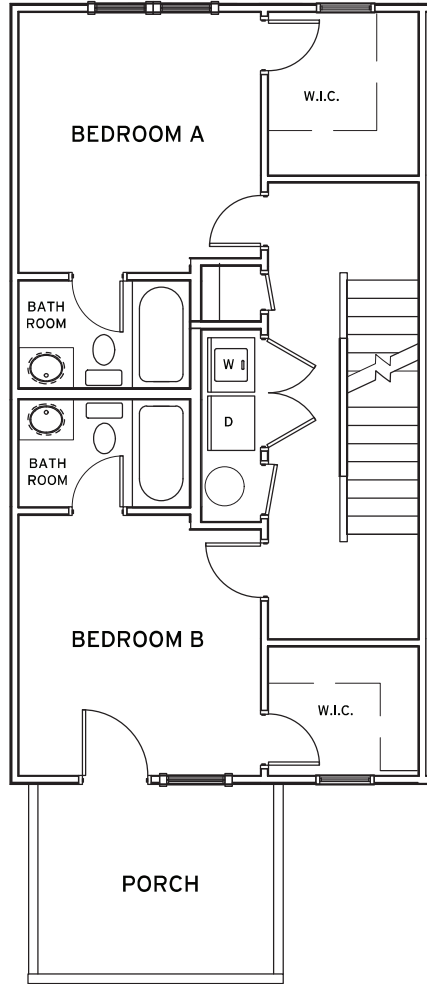 W.I.C.
BEDROOM A
BATH
ROOM
W
D
BATH
ROOM
BEDROOM B
W.I.C.
PORCH